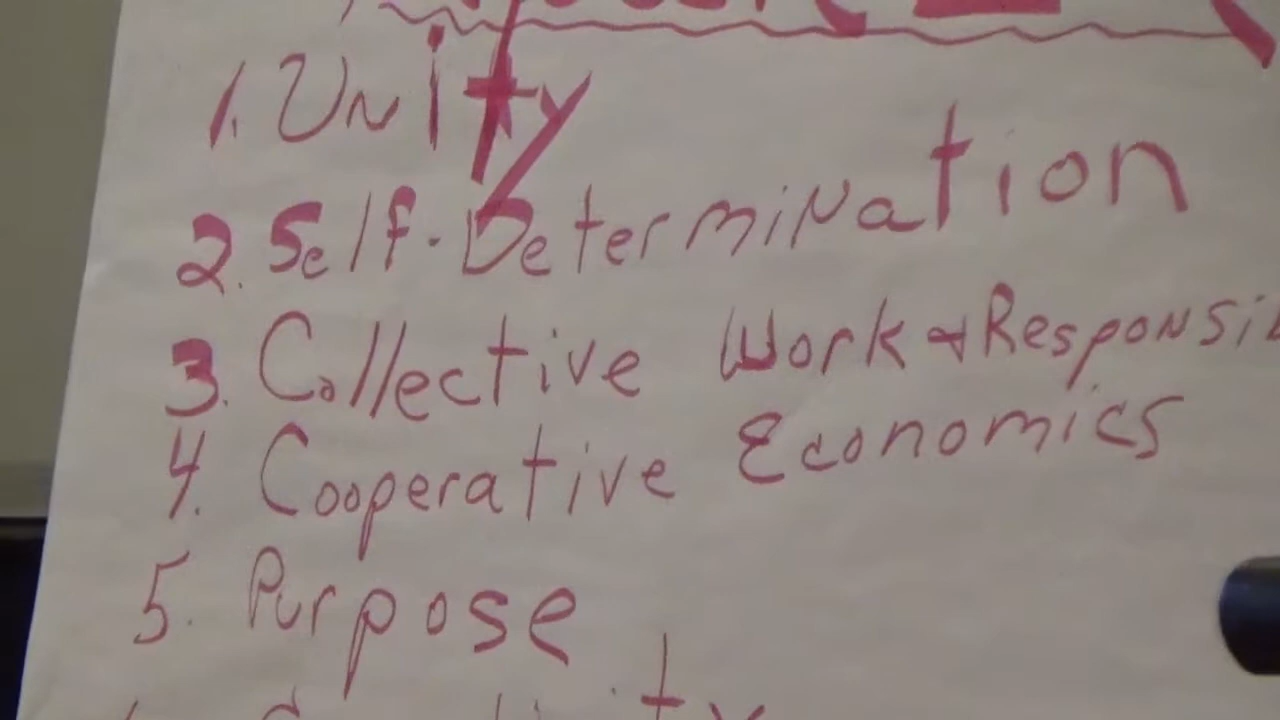 1. Unity
2. Self-Determination
3. Collective Work & Responsi
4. Cooperative Economics
5. Purpose